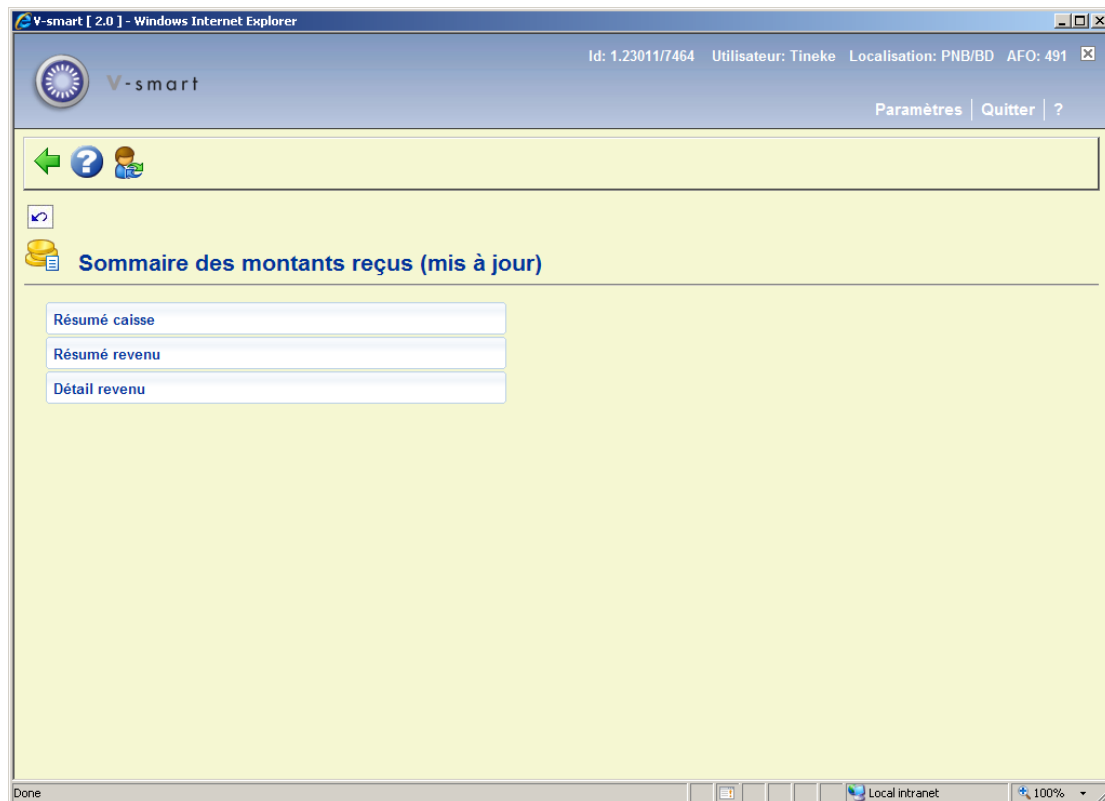 V-smart [ 2.0 ] - Windows Internet Explorer
Id: 1.23011/7464 Utilisateur: Tineke Localisation: PNB/BD AFO: 491
V-smart
Paramètres | Quitter | ?
Sommaire des montants reçus (mis à jour)
Résumé caisse
Résumé revenu
Détail revenu
Done Local intranet 100%